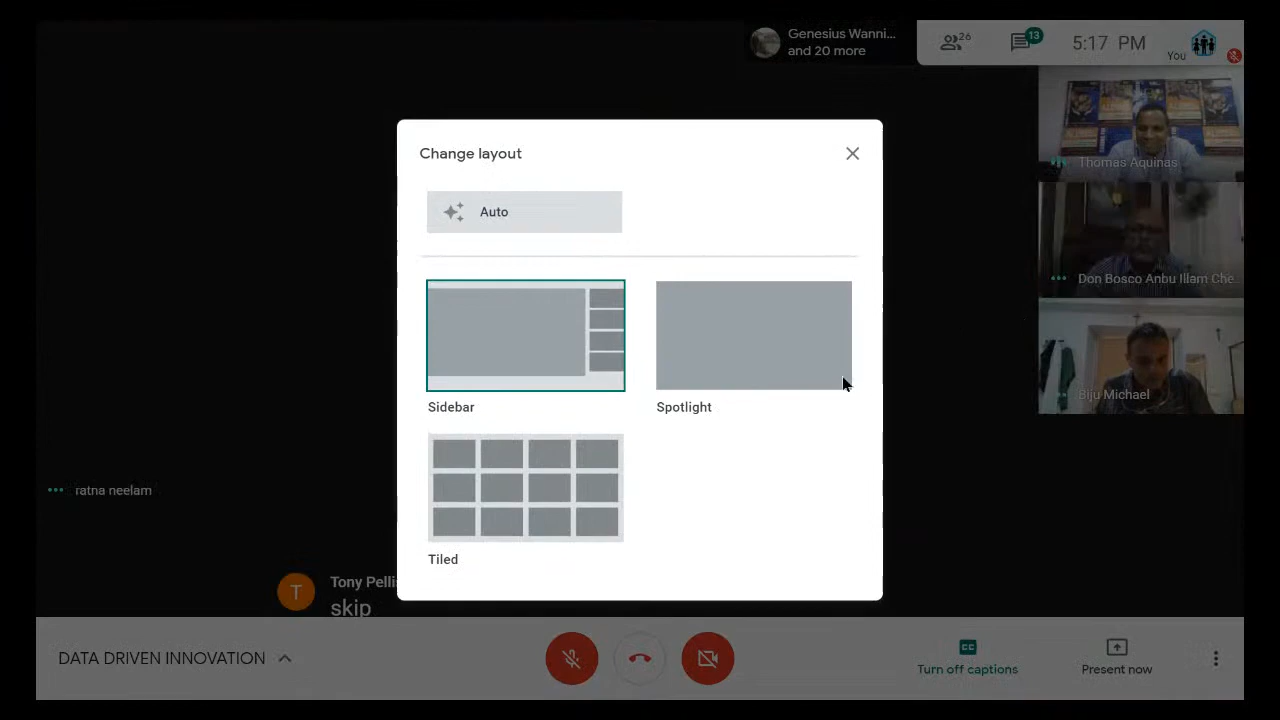 Genesius Wanni...
and 20 more
26
13
5:17 PM
You
Thomas Aquinas
Don Bosco Anbu Illam Che...
Biju Michael
Change layout
Auto
Sidebar
Spotlight
Tiled
ratna neelam
T
Tony Pelli
skip
DATA DRIVEN INNOVATION
CC
Turn off captions
Present now